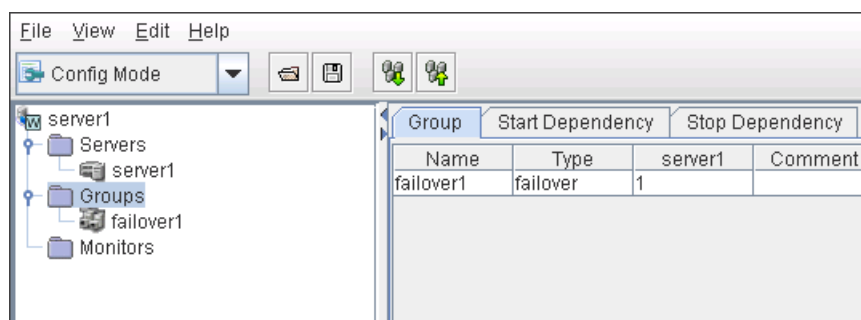 File View Edit Help
Config Mode
server1
Servers
server1
Groups
failover1
Monitors
Group Start Dependency Stop Dependency
Name Type server1 Comment
failover1 failover 1